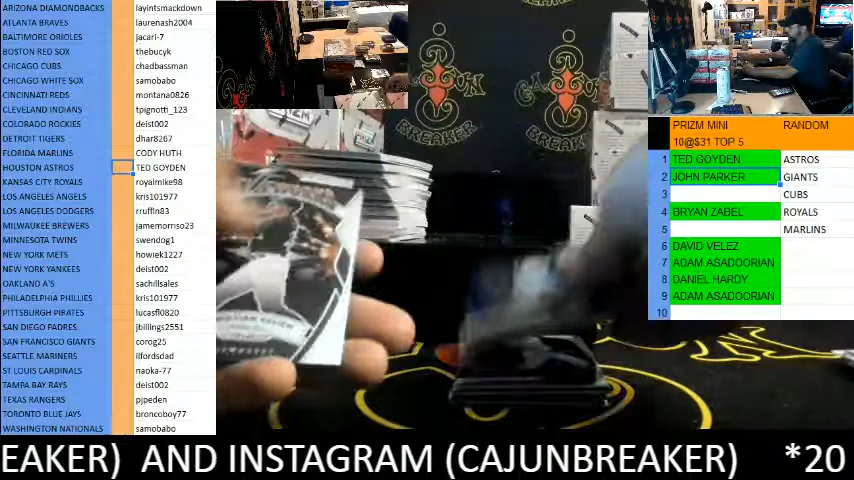 ARIZONA DIAMONDBACKS layintsmackdown
ATLANTA BRAVES laurenash2004
BALTIMORE ORIOLES jacari-7
BOSTON RED SOX thebucyk
CHICAGO CUBS chadbassman
CHICAGO WHITE SOX samobabo
CINCINNATI REDS montana0826
CLEVELAND INDIANS tpignotti_123
COLORADO ROCKIES deist002
DETROIT TIGERS dhar8267
FLORIDA MARLINS CODY HUTH
HOUSTON ASTROS TED GOYDEN
KANSAS CITY ROYALS royalmike98
LOS ANGELES ANGELS kris101977
LOS ANGELES DODGERS rruffin83
MILWAUKEE BREWERS jamemorriso23
MINNESOTA TWINS swendog1
NEW YORK METS howiek1227
NEW YORK YANKEES deist002
OAKLAND A'S sachillsales
PHILADELPHIA PHILLIES kris101977
PITTSBURGH PIRATES lucasfl0820
SAN DIEGO PADRES jbillings2551
SAN FRANCISCO GIANTS corog25
SEATTLE MARINERS ilfordsdad
ST LOUIS CARDINALS naoka-77
TAMPA BAY RAYS deist002
TEXAS RANGERS pjpeden
TORONTO BLUE JAYS broncoboy77
WASHINGTON NATIONALS samobabo
BREAKER
BREAK
PRIZM MINI RANDOM
10@$31 TOP 5
1 TED GOYDEN ASTROS
2 JOHN PARKER GIANTS
3 CUBS
4 BRYAN ZABEL ROYALS
5 MARLINS
6 DAVID VELEZ
7 ADAM ASADOORIAN
8 DANIEL HARDY
9 ADAM ASADOORIAN
10
EAKER) AND INSTAGRAM (CAJUNBREAKER) *20